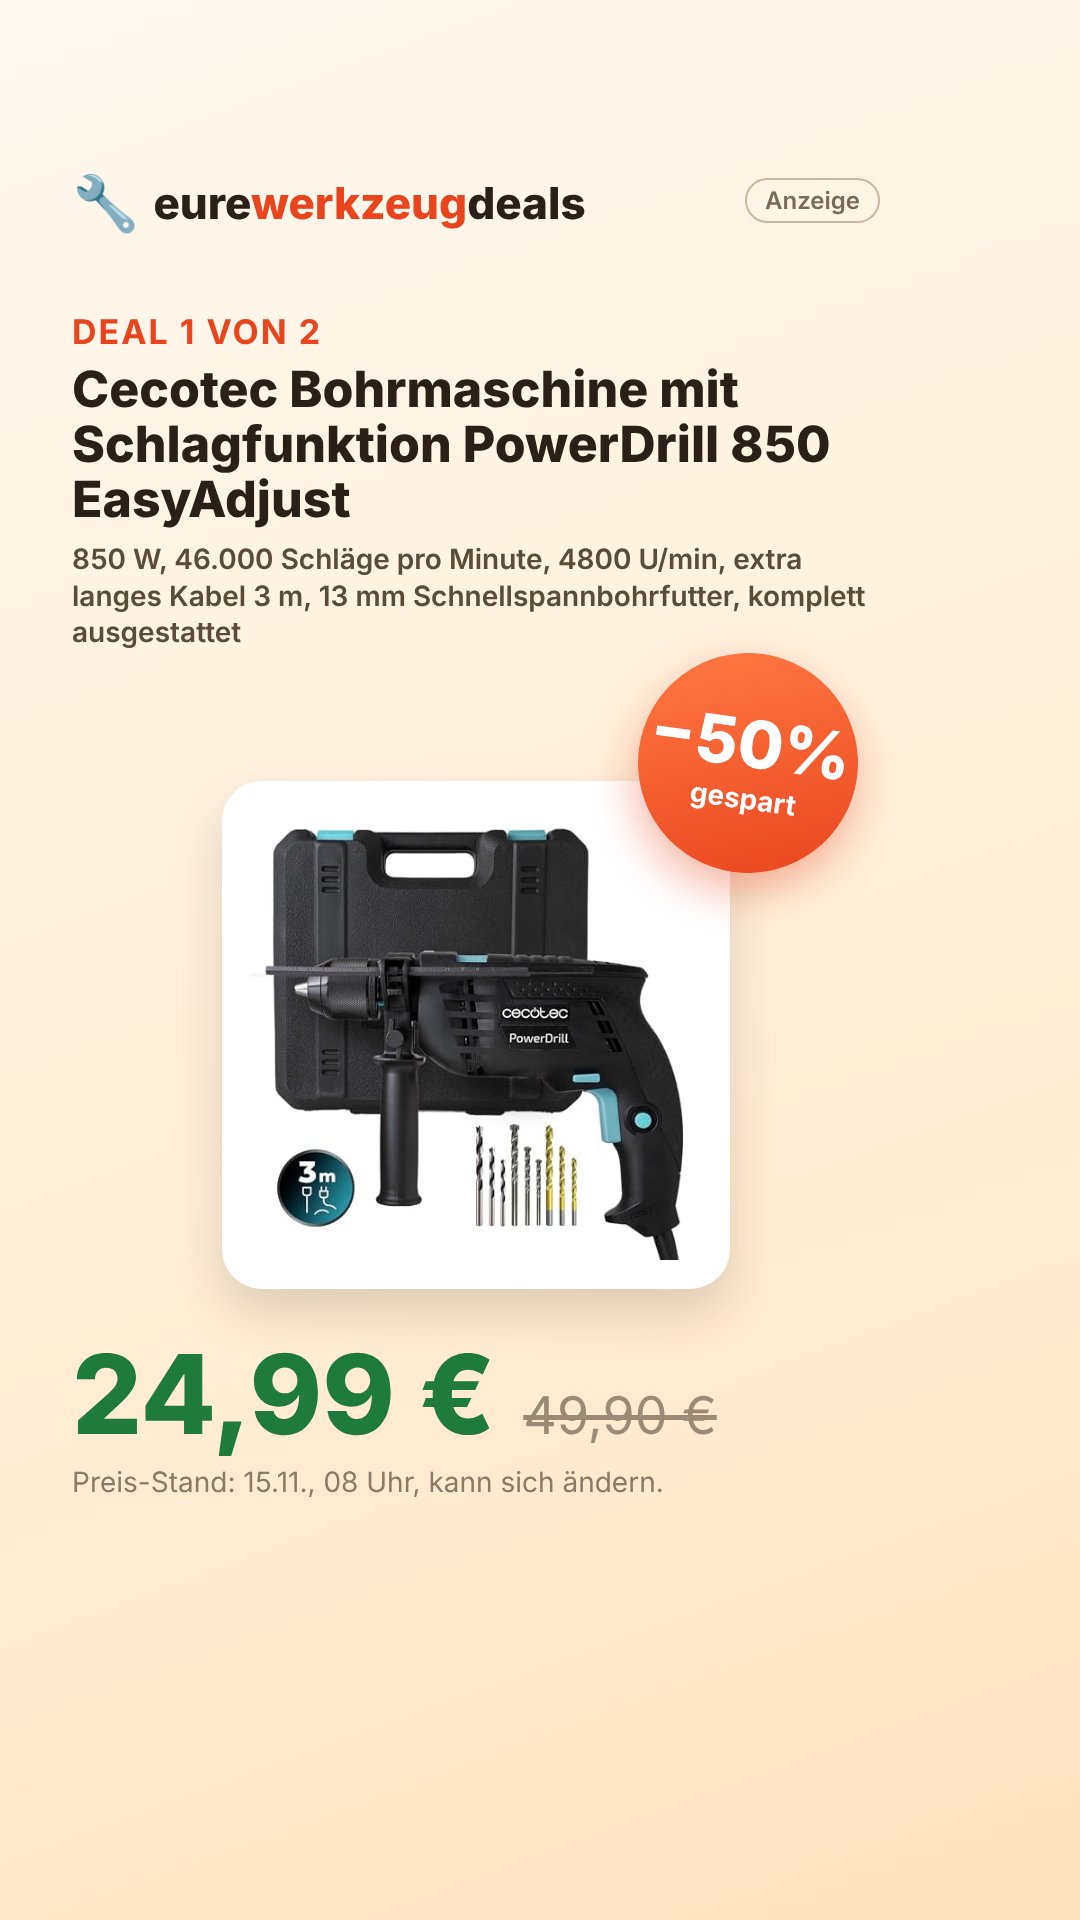 eurewerkzeugdeals
Anzeige
DEAL 1 VON 2
Cecotec Bohrmaschine mit
Schlagfunktion PowerDrill 850
EasyAdjust
850 W, 46.000 Schläge pro Minute, 4800 U/min, extra
langes Kabel 3 m, 13 mm Schnellspannbohrfutter, komplett
ausgestattet
−50%
gespart
cecotec
PowerDrill
3m
24,99 € 49,90 €
Preis-Stand: 15.11., 08 Uhr, kann sich ändern.